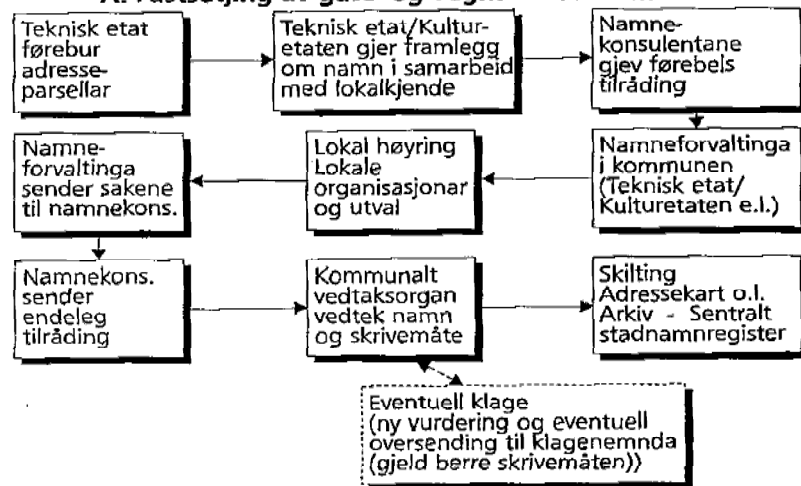 Teknisk etat
førebur
adresse-
parsellar
Teknisk etat/Kultur-
etaten gjer framlegg
om namn i samarbeid
med lokalkjende
Namne-
konsulentane
gjev førebels
tilråding
Namneforvaltinga
i kommunen
(Teknisk etat/
Kulturetaten e.l.)
Lokal høyring
Lokale
organisasjonar
og utval
Namne-
forvaltinga
sender sakene
til namnekons.
Namnekons.
sender
endeleg
tilråding
Kommunalt
vedtaksorgan
vedtek namn
og skrivemåte
Skilting
Adressekart o.l.
Arkiv - Sentralt
stadnamnregister
Eventuell klage
(ny vurdering og eventuell
oversending til klagenemnda
(gjeld berre skrivemåten))